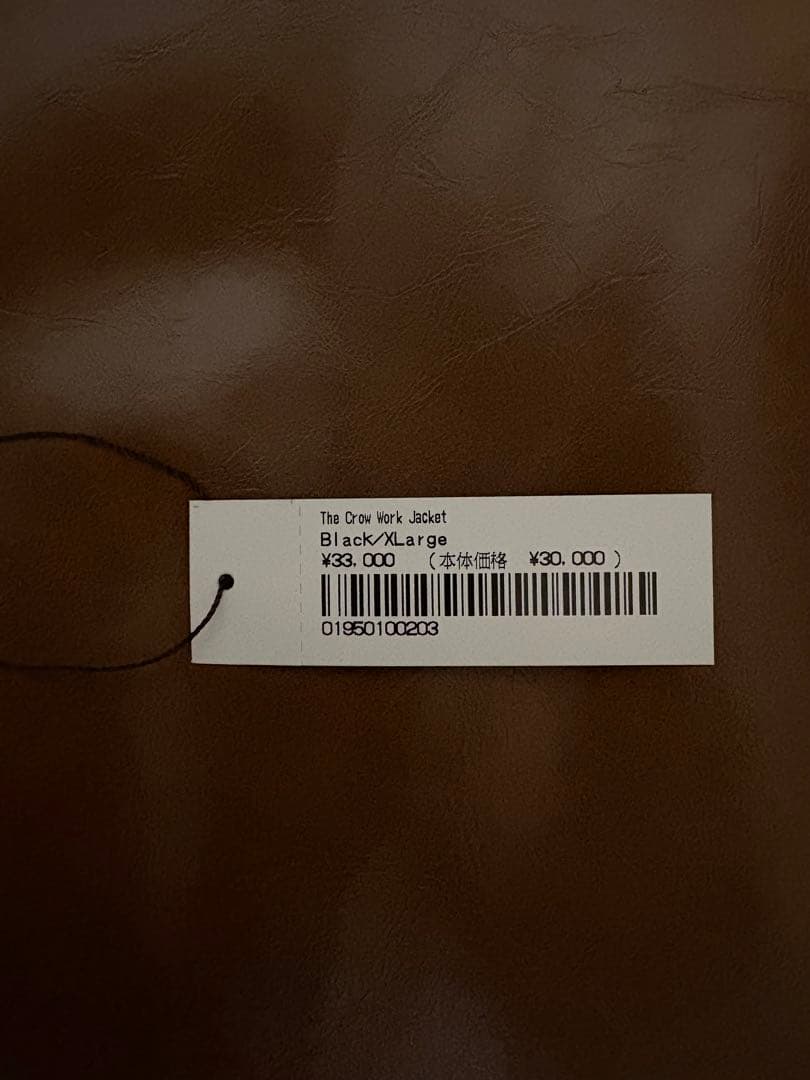 The Crow Work Jacket
Black/XLarge
¥33,000 (本体価格 ¥30,000 )
01950100203